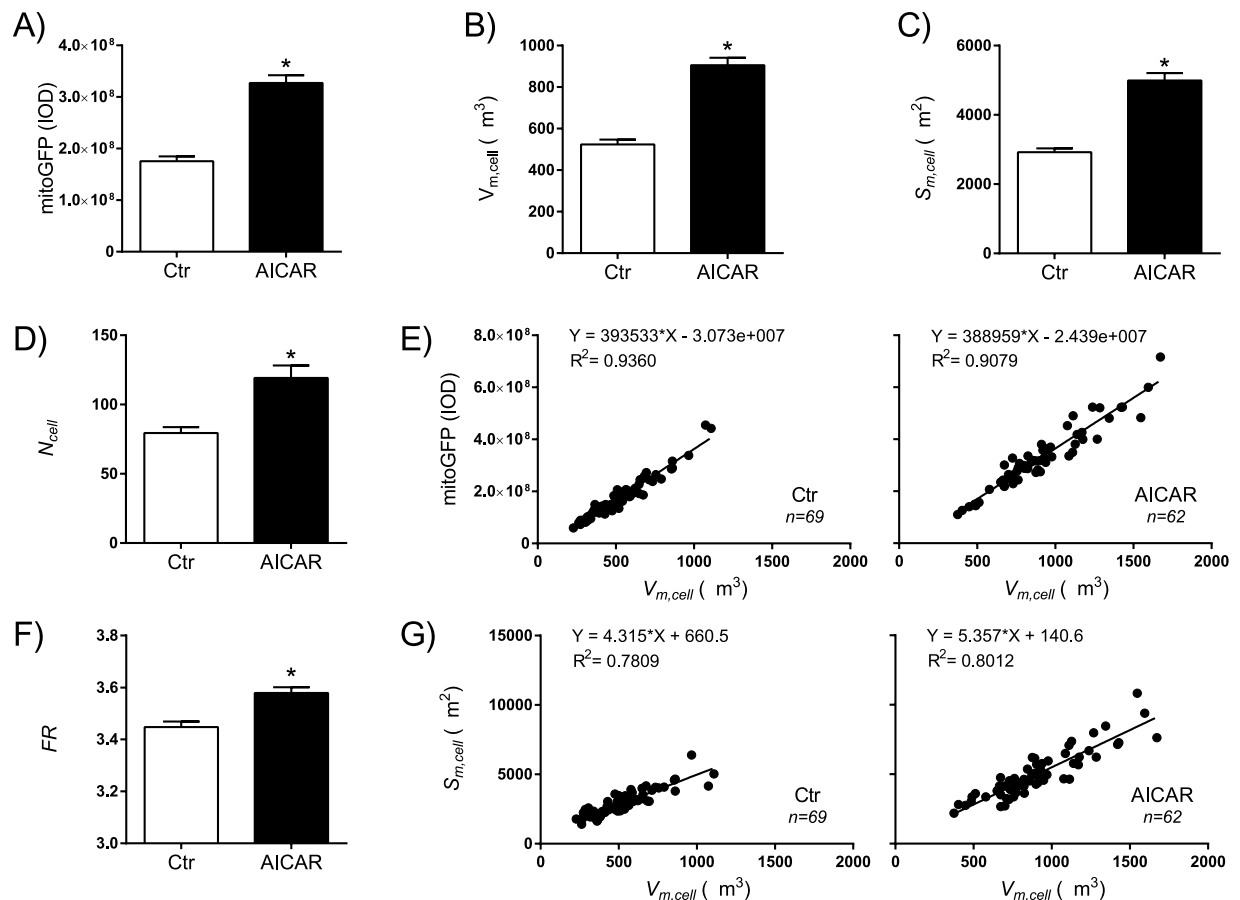 A)
mitoGFP (IOD)
4.0×10⁸
3.0×10⁸
2.0×10⁸
1.0×10⁸
0
*
Ctr
AICAR
B)
V_m,cell ( m³)
1000
800
600
400
200
0
*
Ctr
AICAR
C)
S_m,cell ( m²)
6000
4000
2000
0
*
Ctr
AICAR
D)
N_cell
150
100
50
0
*
Ctr
AICAR
E)
mitoGFP (IOD)
8.0×10⁸
6.0×10⁸
4.0×10⁸
2.0×10⁸
0
Y = 393533*X - 3.073e+007
R²= 0.9360
Ctr
n=69
0 500 1000 1500 2000
V_m,cell ( m³)
Y = 388959*X - 2.439e+007
R²= 0.9079
AICAR
n=62
0 500 1000 1500 2000
V_m,cell ( m³)
F)
FR
3.8
3.6
3.4
3.2
3.0
*
Ctr
AICAR
G)
S_m,cell ( m²)
15000
10000
5000
0
Y = 4.315*X + 660.5
R²= 0.7809
Ctr
n=69
0 500 1000 1500 2000
V_m,cell ( m³)
Y = 5.357*X + 140.6
R²= 0.8012
AICAR
n=62
0 500 1000 1500 2000
V_m,cell ( m³)